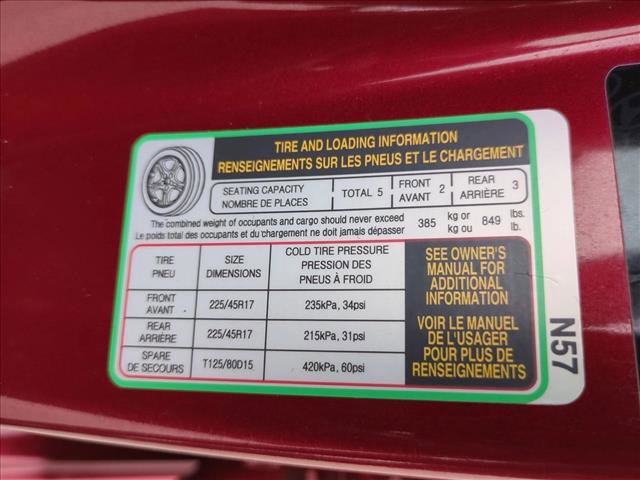 TIRE AND LOADING INFORMATION
RENSEIGNEMENTS SUR LES PNEUS ET LE CHARGEMENT
SEATING CAPACITY
NOMBRE DE PLACES
TOTAL 5
FRONT
AVANT 2
REAR
ARRIÈRE 3
The combined weight of occupants and cargo should never exceed
Le poids total des occupants et du chargement ne doit jamais dépasser
385 kg or
kg ou
849 lbs.
lb.
TIRE
PNEU
SIZE
DIMENSIONS
COLD TIRE PRESSURE
PRESSION DES
PNEUS À FROID
FRONT
AVANT
225/45R17
235kPa, 34psi
REAR
ARRIÈRE
225/45R17
215kPa, 31psi
SPARE
DE SECOURS
T125/80D15
420kPa, 60psi
SEE OWNER'S
MANUAL FOR
ADDITIONAL
INFORMATION
VOIR LE MANUEL
DE L'USAGER
POUR PLUS DE
RENSEIGNEMENTS
N57